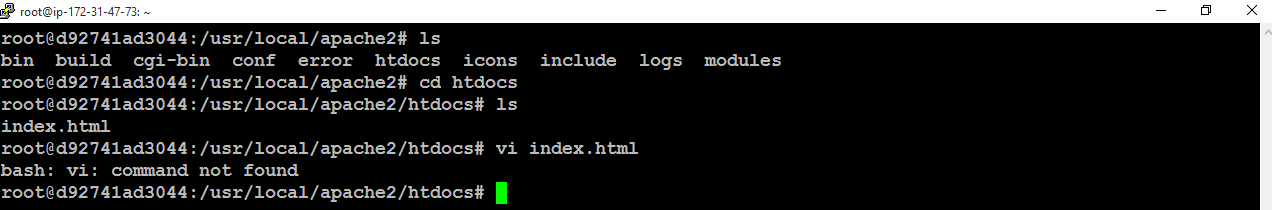 root@ip-172-31-47-73: ~
root@d92741ad3044:/usr/local/apache2# ls
bin  build  cgi-bin  conf  error  htdocs  icons  include  logs  modules
root@d92741ad3044:/usr/local/apache2# cd htdocs
root@d92741ad3044:/usr/local/apache2/htdocs# ls
index.html
root@d92741ad3044:/usr/local/apache2/htdocs# vi index.html
bash: vi: command not found
root@d92741ad3044:/usr/local/apache2/htdocs#